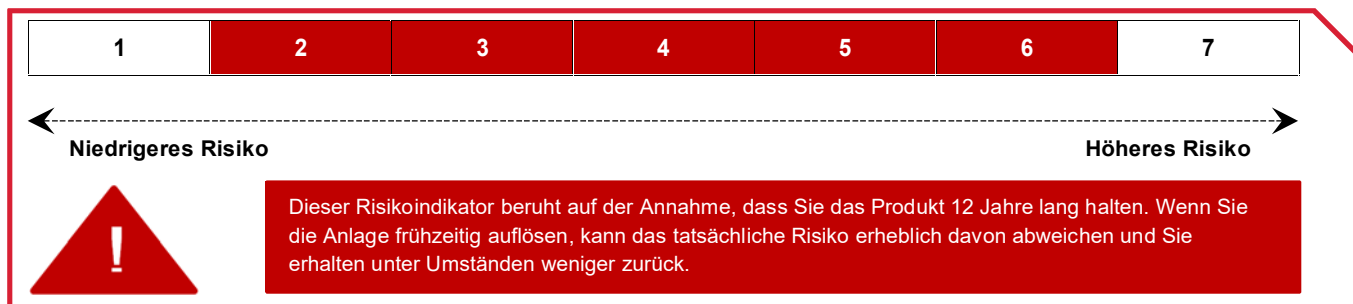 1 2 3 4 5 6 7
Niedrigeres Risiko Höheres Risiko
!
Dieser Risikoindikator beruht auf der Annahme, dass Sie das Produkt 12 Jahre lang halten. Wenn Sie
die Anlage frühzeitig auflösen, kann das tatsächliche Risiko erheblich davon abweichen und Sie
erhalten unter Umständen weniger zurück.